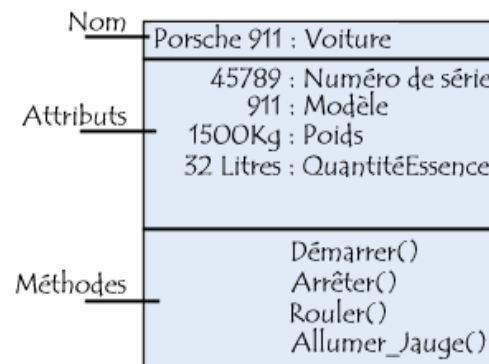 Nom
Porsche 911 : Voiture
Attributs
45789 : Numéro de série
911 : Modèle
1500Kg : Poids
32 Litres : QuantitéEssence
Méthodes
Démarrer()
Arrêter()
Rouler()
Allumer_Jauge()